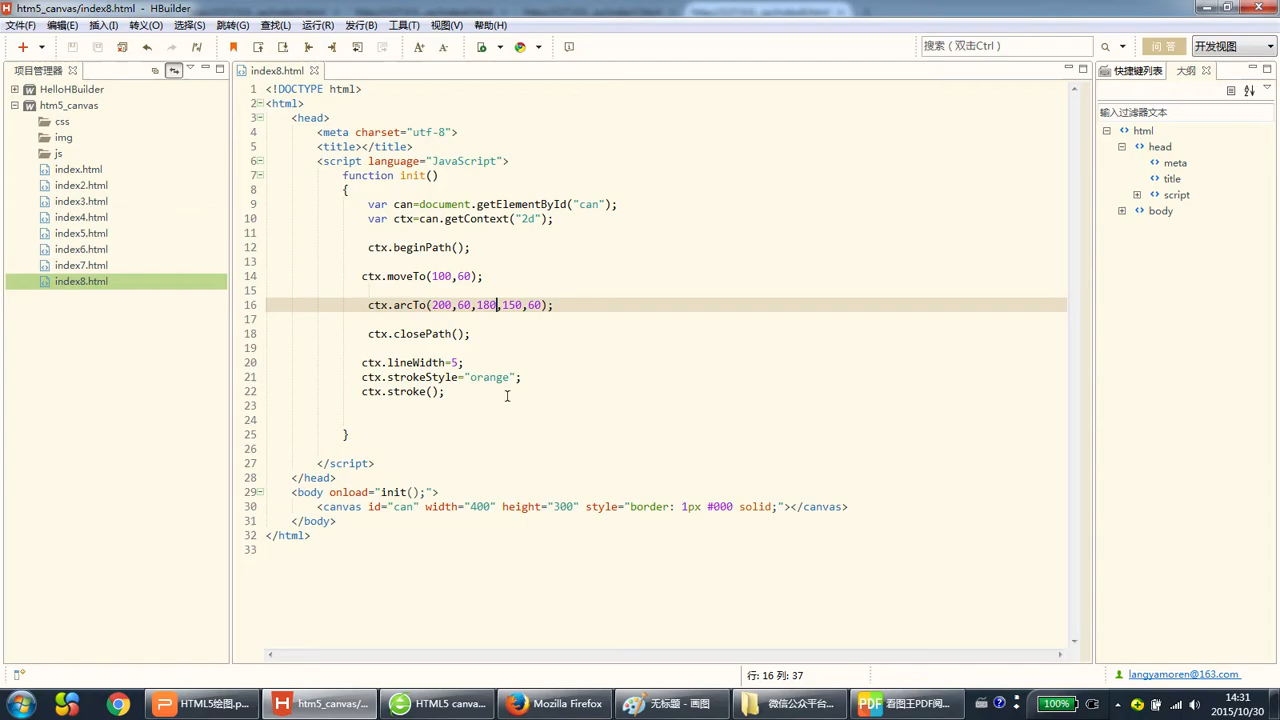 htm5_canvas/index8.html - HBuilder
文件(F) 编辑(E) 插入(I) 转义(O) 选择(S) 跳转(G) 查找(L) 运行(R) 发行(B) 工具(T) 视图(V) 帮助(H)
搜索（双击Ctrl） 问答 开发视图
项目管理器
HelloHBuilder
htm5_canvas
css
img
js
index.html
index2.html
index3.html
index4.html
index5.html
index6.html
index7.html
index8.html
index8.html
1 <!DOCTYPE html>
2 <html>
3 <head>
4 <meta charset="utf-8">
5 <title></title>
6 <script language="JavaScript">
7 function init()
8 {
9 var can=document.getElementById("can");
10 var ctx=can.getContext("2d");
11
12 ctx.beginPath();
13
14 ctx.moveTo(100,60);
15
16 ctx.arcTo(200,60,180,150,60);
17
18 ctx.closePath();
19
20 ctx.lineWidth=5;
21 ctx.strokeStyle="orange";
22 ctx.stroke();
23
24
25 }
26
27 </script>
28 </head>
29 <body onload="init();">
30 <canvas id="can" width="400" height="300" style="border: 1px #000 solid;"></canvas>
31 </body>
32 </html>
33
快捷键列表 大纲
输入过滤器文本
html
head
meta
title
script
body
行: 16 列: 37
langyamoren@163.com
HTML5绘图.p...
htm5_canvas/...
HTML5 canva...
Mozilla Firefox
无标题 - 画图
微信公众平台...
PDF 看图王PDF阅...
100%
14:31
2015/10/30